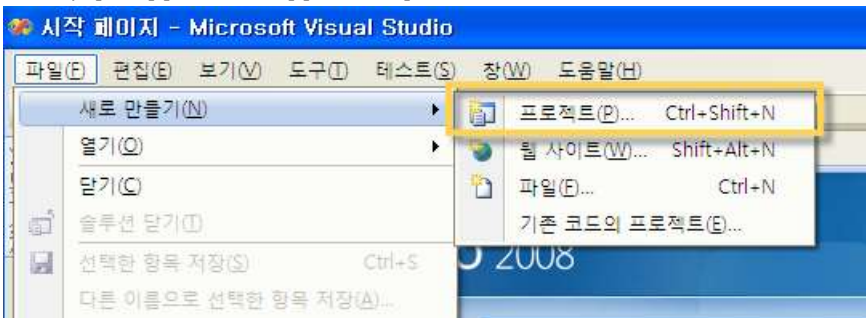 시작 페이지 - Microsoft Visual Studio
파일(F) 편집(E) 보기(V) 도구(T) 테스트(S) 창(W) 도움말(H)
새로 만들기(N)
프로젝트(P)... Ctrl+Shift+N
열기(O)
웹 사이트(W)... Shift+Alt+N
닫기(C)
파일(F)... Ctrl+N
솔루션 닫기(T)
기존 코드의 프로젝트(E)...
선택한 항목 저장(S) Ctrl+S
2008
다른 이름으로 선택한 항목 저장(A)...